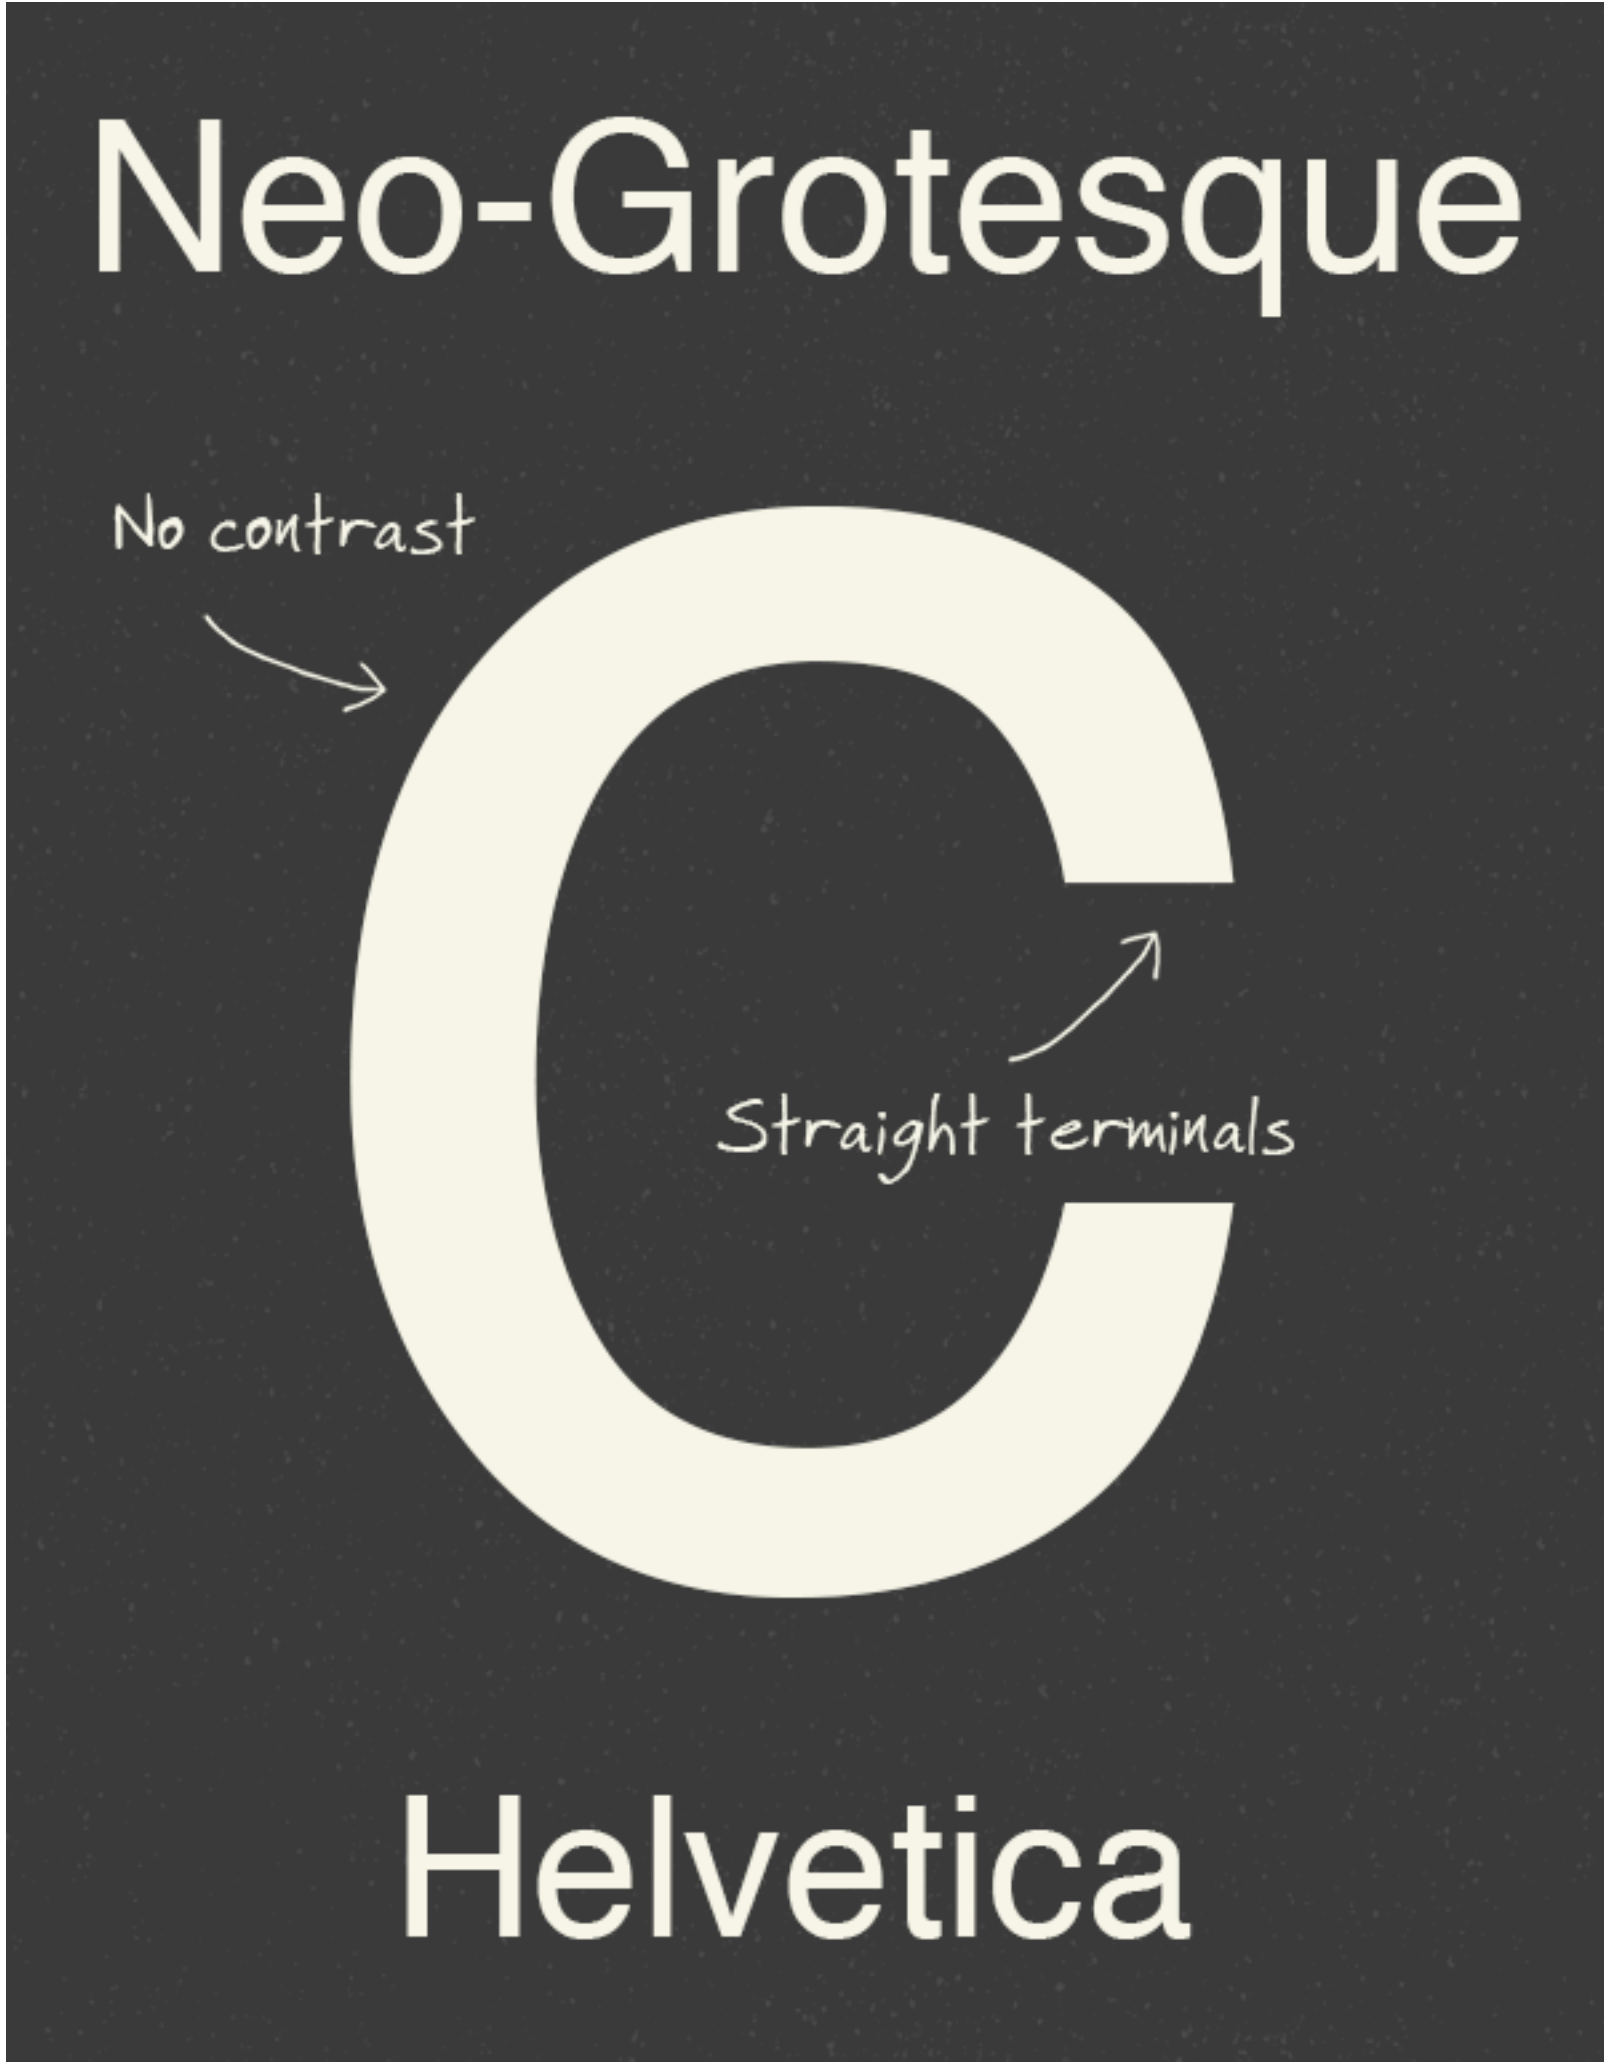 Neo-Grotesque
No contrast
C
Straight terminals
Helvetica